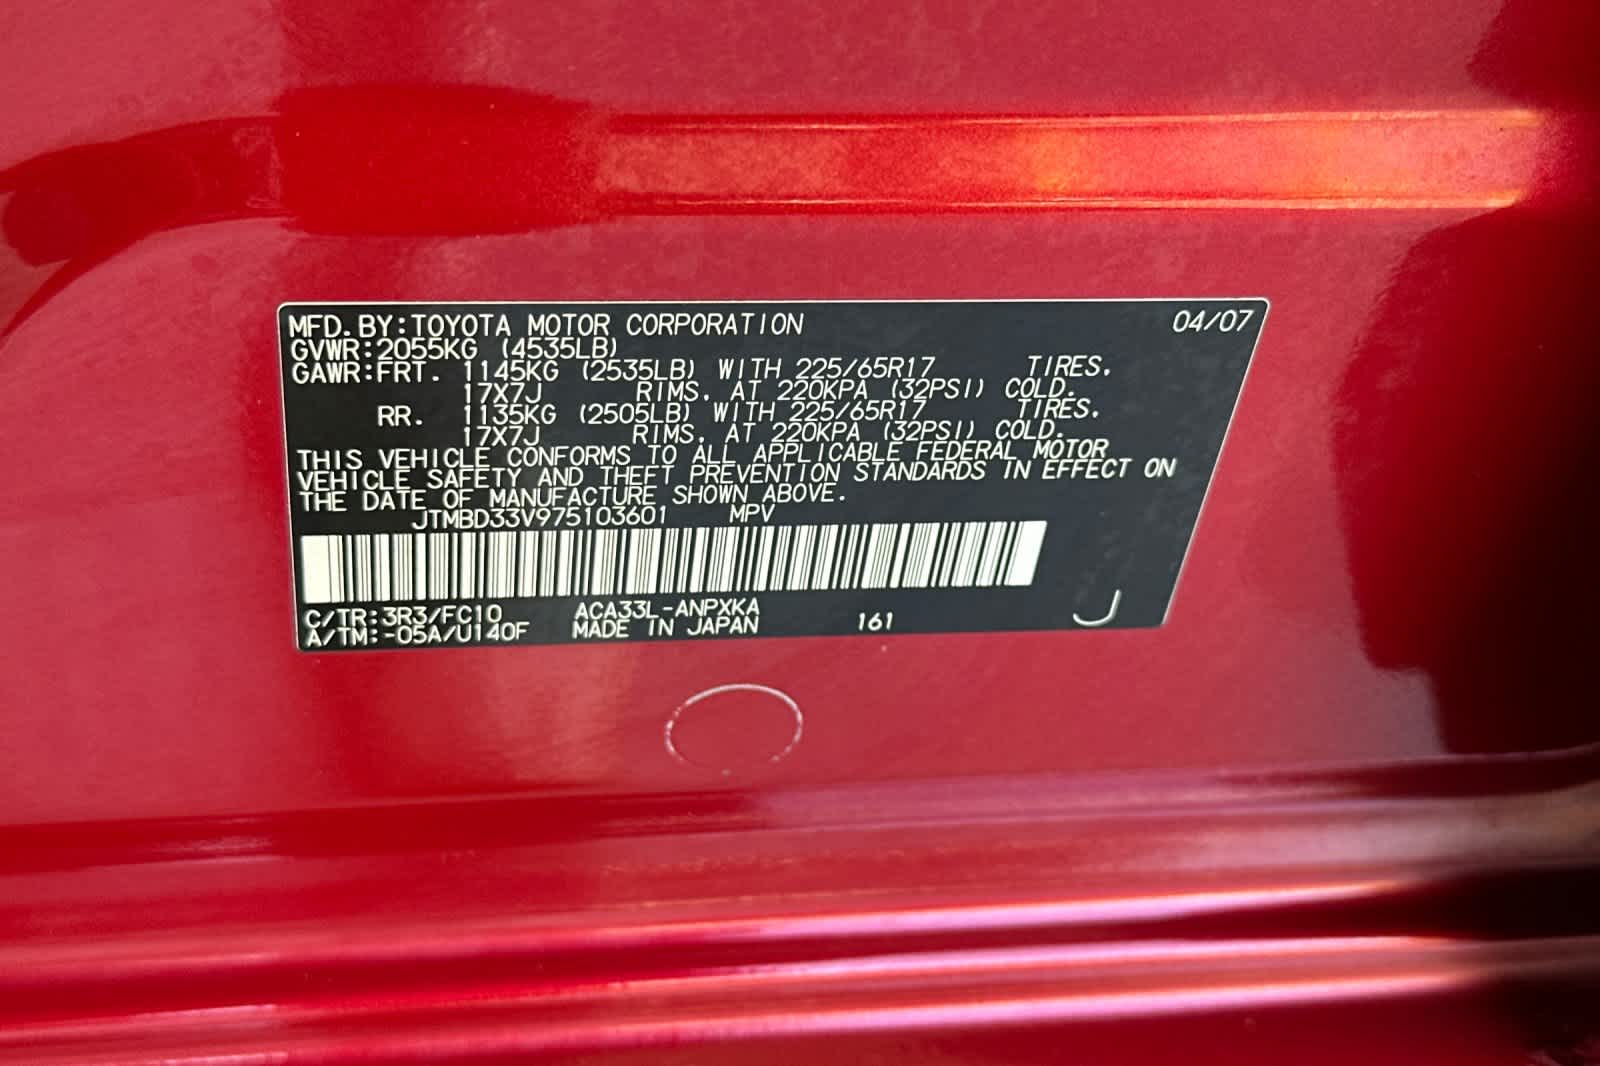 MFD. BY: TOYOTA MOTOR CORPORATION 04/07
GVWR: 2055KG (4535LB)
GAWR: FRT. 1145KG (2535LB) WITH 225/65R17 TIRES.
17X7J RIMS. AT 220KPA (32PSI) COLD.
RR. 1135KG (2505LB) WITH 225/65R17 TIRES.
17X7J RIMS. AT 220KPA (32PSI) COLD.
THIS VEHICLE CONFORMS TO ALL APPLICABLE FEDERAL MOTOR
VEHICLE SAFETY AND THEFT PREVENTION STANDARDS IN EFFECT ON
THE DATE OF MANUFACTURE SHOWN ABOVE.
JTMBD33V975103601 MPV
C/TR: 3R3/FC10 ACA33L-ANPXKA
A/TM: -05A/U140F MADE IN JAPAN 161 J